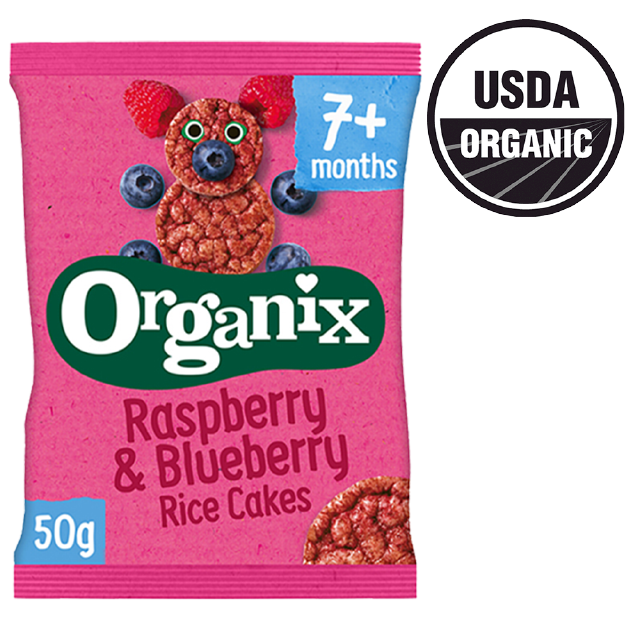 7+
months
USDA
ORGANIC
Organix
Raspberry
& Blueberry
Rice Cakes
50g